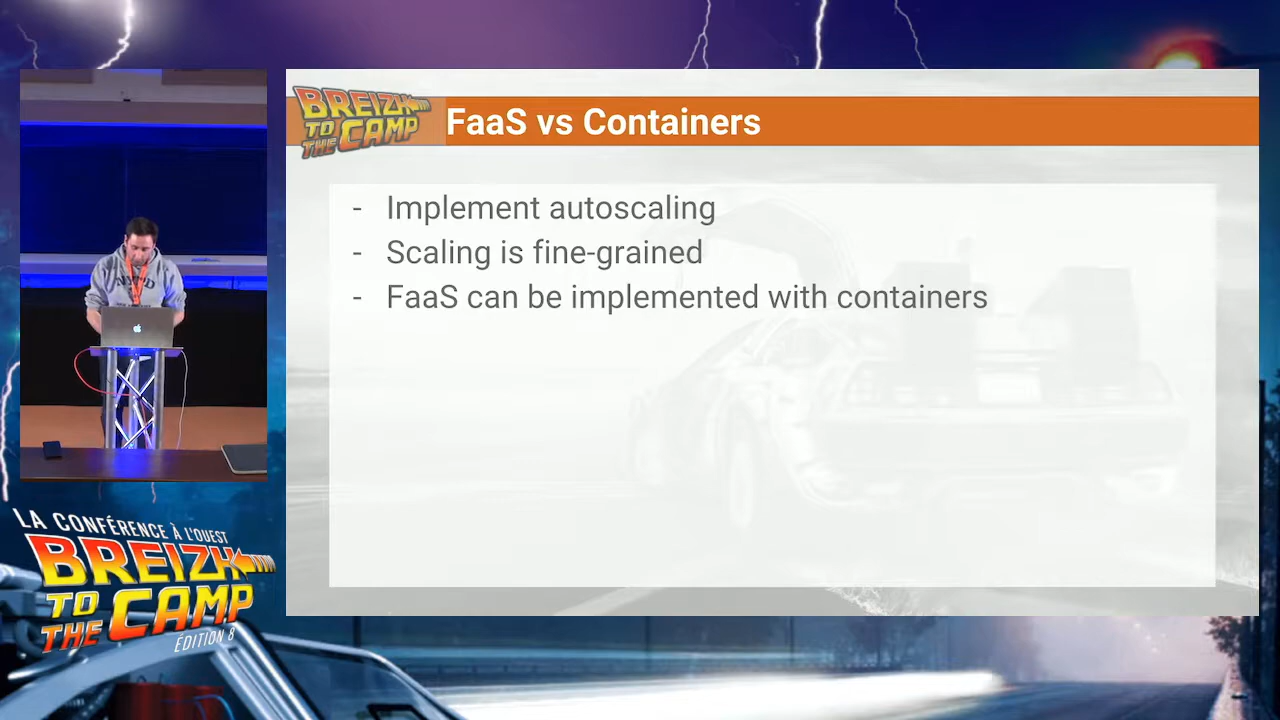 BREIZH
TO
THE CAMP
FaaS vs Containers
- Implement autoscaling
- Scaling is fine-grained
- FaaS can be implemented with containers
LA CONFÉRENCE À L'OUEST
BREIZH
TO
THE CAMP
ÉDITION 8